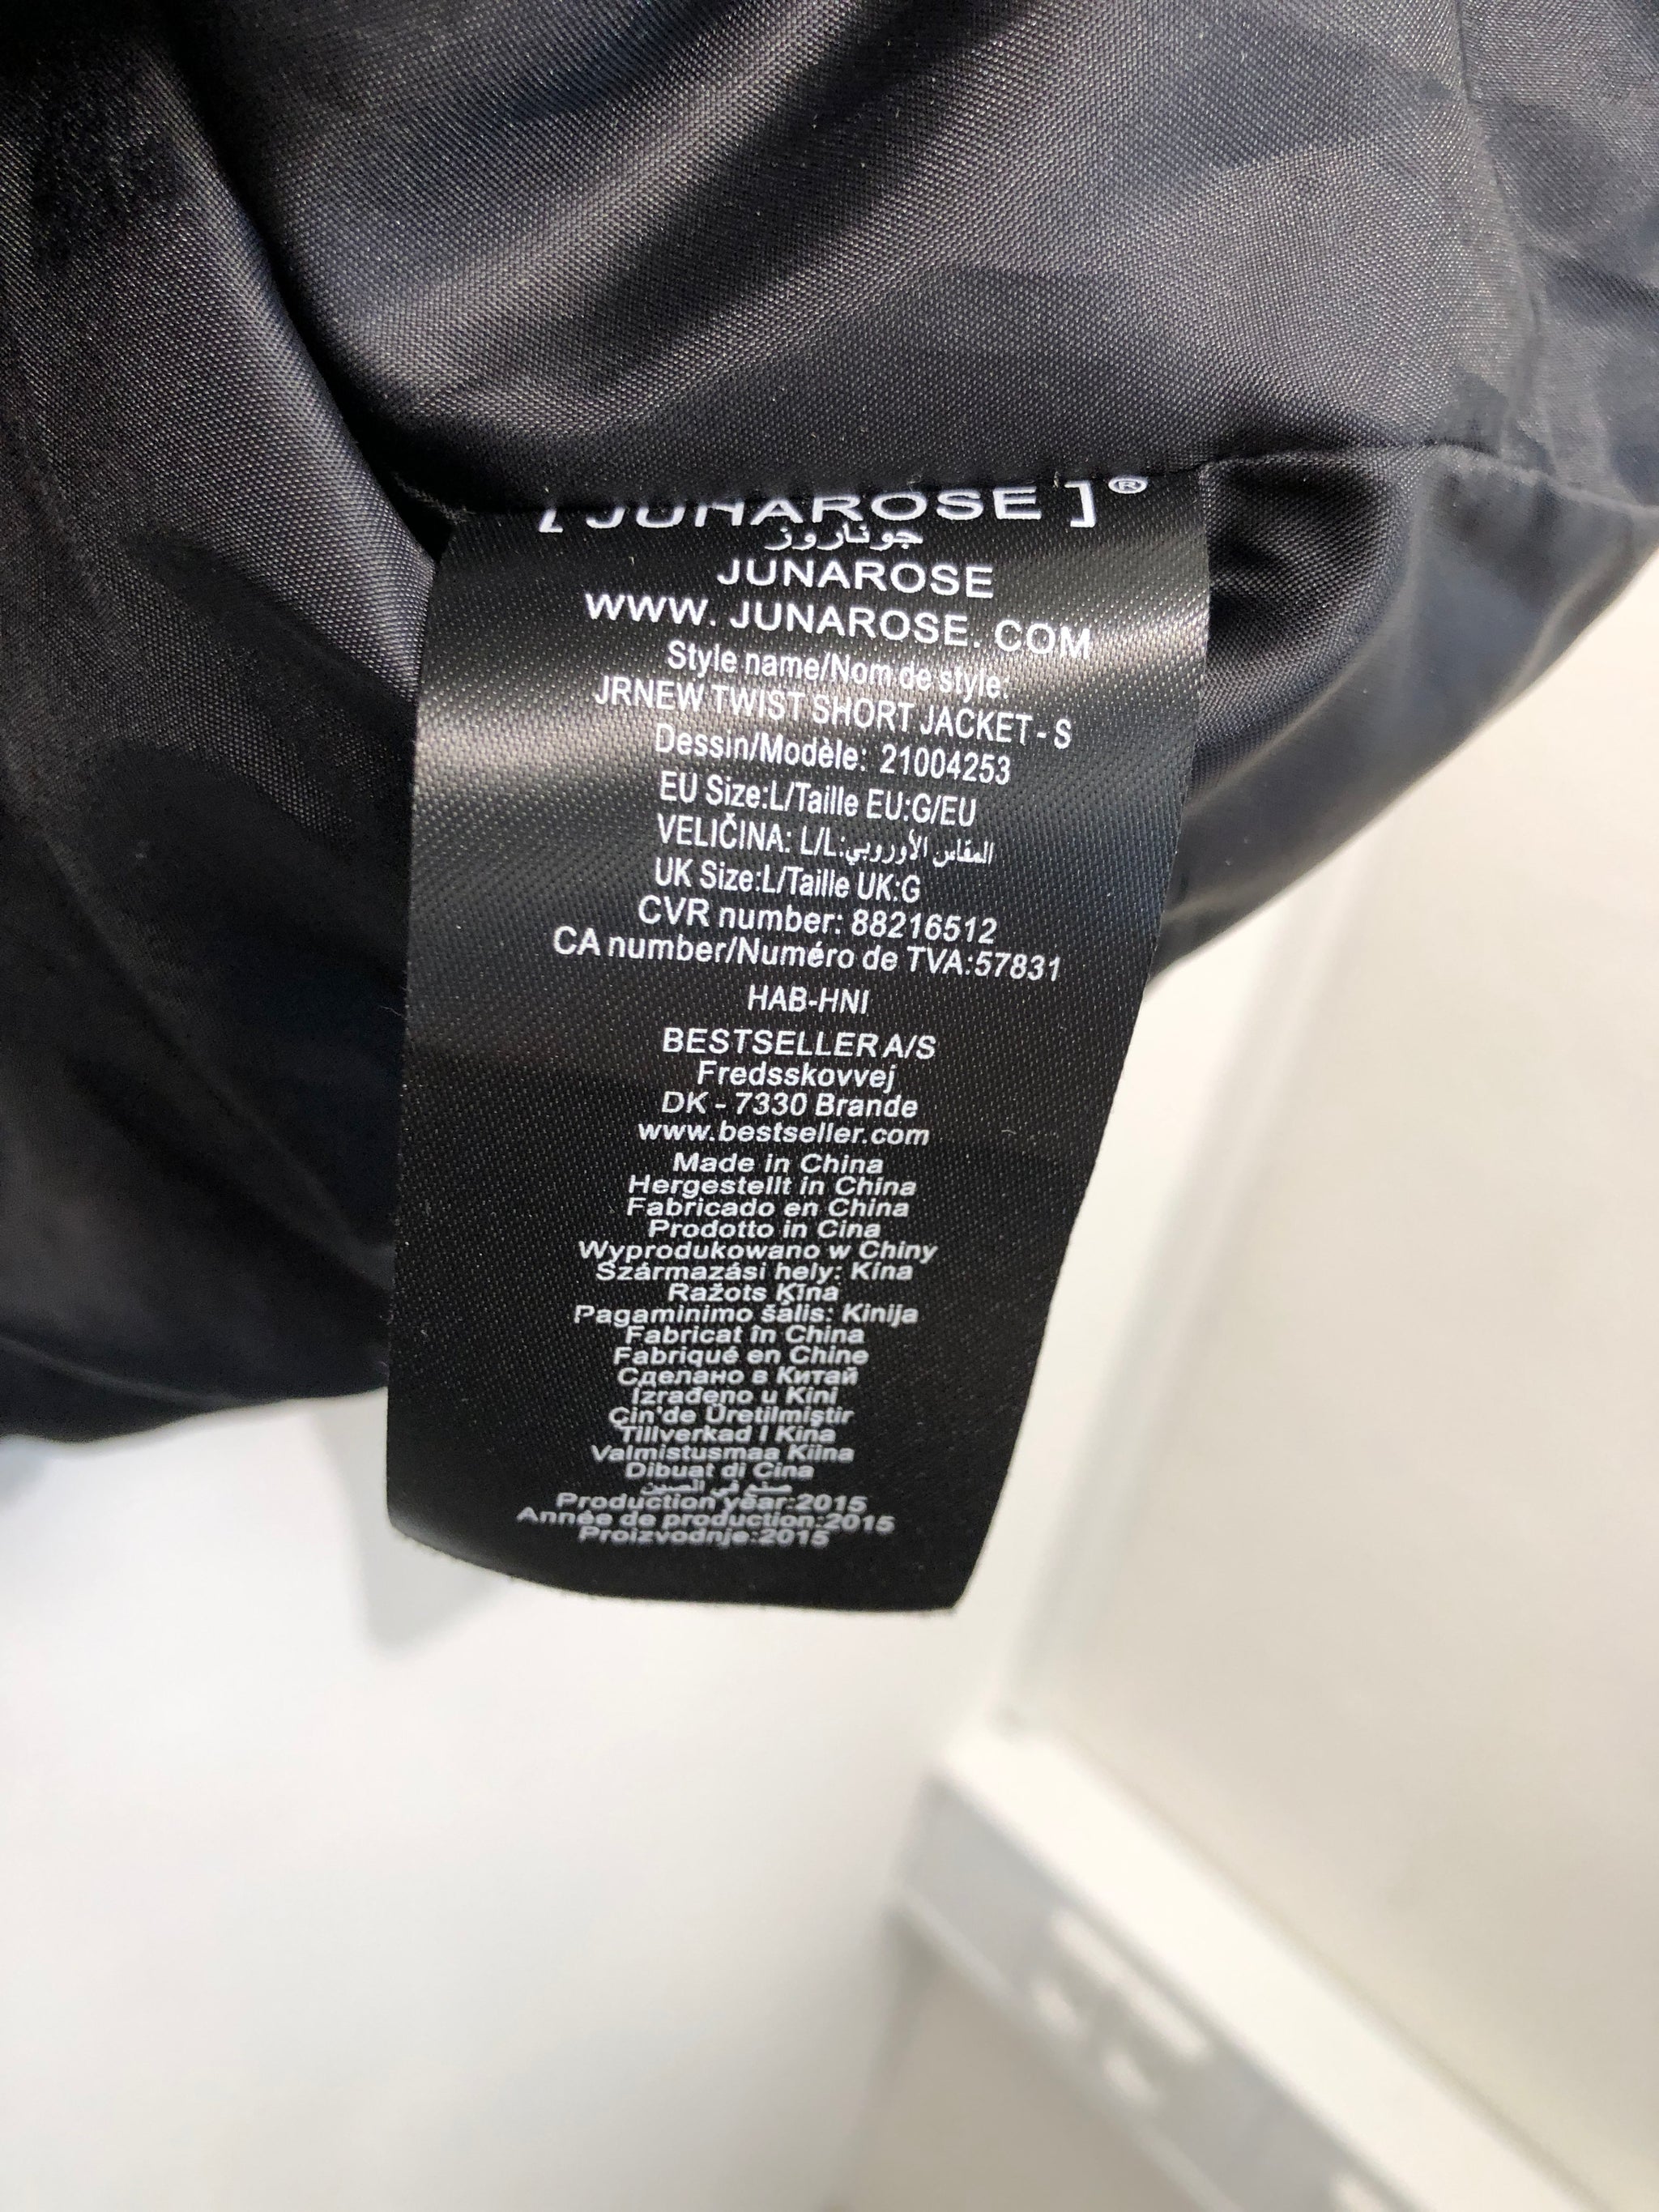 [ JUNAROSE ]®
جوناروز
JUNAROSE
WWW. JUNAROSE. COM
Style name/Nom de style:
JRNEW TWIST SHORT JACKET - S
Dessin/Modèle: 21004253
EU Size:L/Taille EU:G/EU
VELIČINA: L/L:المقاس الأوروبي
UK Size:L/Taille UK:G
CVR number: 88216512
CA number/Numéro de TVA:57831
HAB-HNI
BESTSELLER A/S
Fredsskovvej
DK - 7330 Brande
www.bestseller.com
Made in China
Hergestellt in China
Fabricado en China
Prodotto in Cina
Wyprodukowano w Chiny
Származási hely: Kína
Ražots Ķīna
Pagaminimo šalis: Kinija
Fabricat în China
Fabriqué en Chine
Сделано в Китай
Izrađeno u Kini
Çin'de Üretilmiştir
Tillverkad I Kina
Valmistusmaa Kiina
Dibuat di Cina
في الصين
Production year:2015
Année de production:2015
Proizvodnje:2015